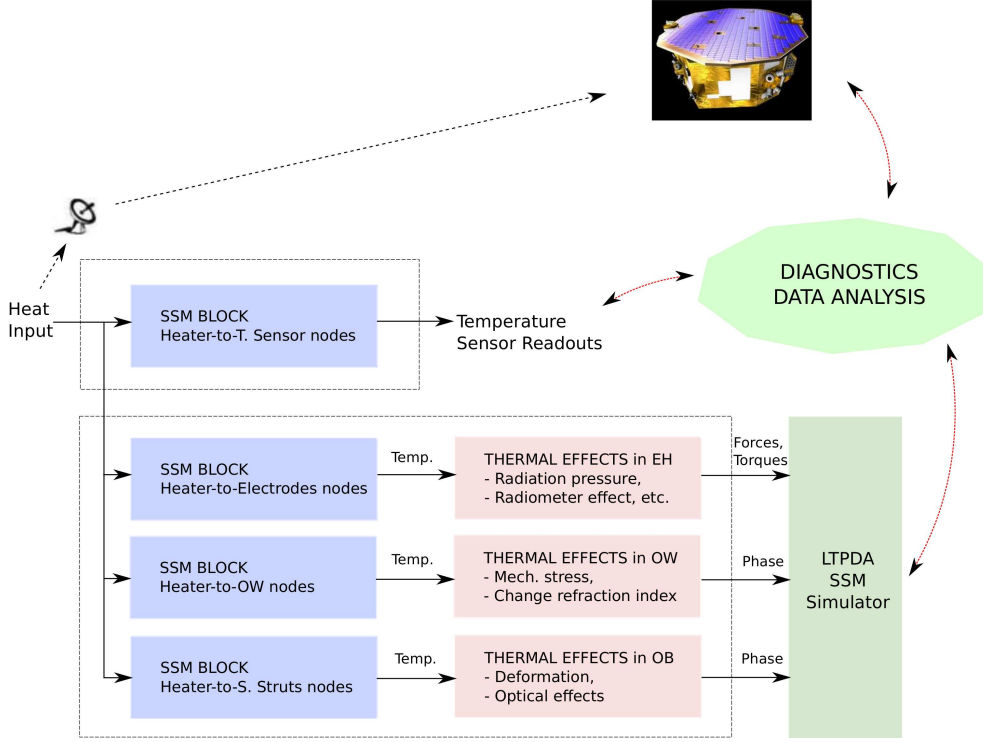 DIAGNOSTICS
DATA ANALYSIS
Heat
Input
SSM BLOCK
Heater-to-T. Sensor nodes
Temperature
Sensor Readouts
SSM BLOCK
Heater-to-Electrodes nodes
Temp.
THERMAL EFFECTS in EH
- Radiation pressure,
- Radiometer effect, etc.
Forces,
Torques
SSM BLOCK
Heater-to-OW nodes
Temp.
THERMAL EFFECTS in OW
- Mech. stress,
- Change refraction index
Phase
LTPDA
SSM
Simulator
SSM BLOCK
Heater-to-S. Struts nodes
Temp.
THERMAL EFFECTS in OB
- Deformation,
- Optical effects
Phase